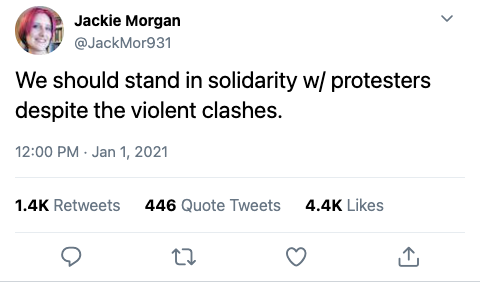 Jackie Morgan
@JackMor931
We should stand in solidarity w/ protesters
despite the violent clashes.
12:00 PM · Jan 1, 2021
1.4K Retweets 446 Quote Tweets 4.4K Likes